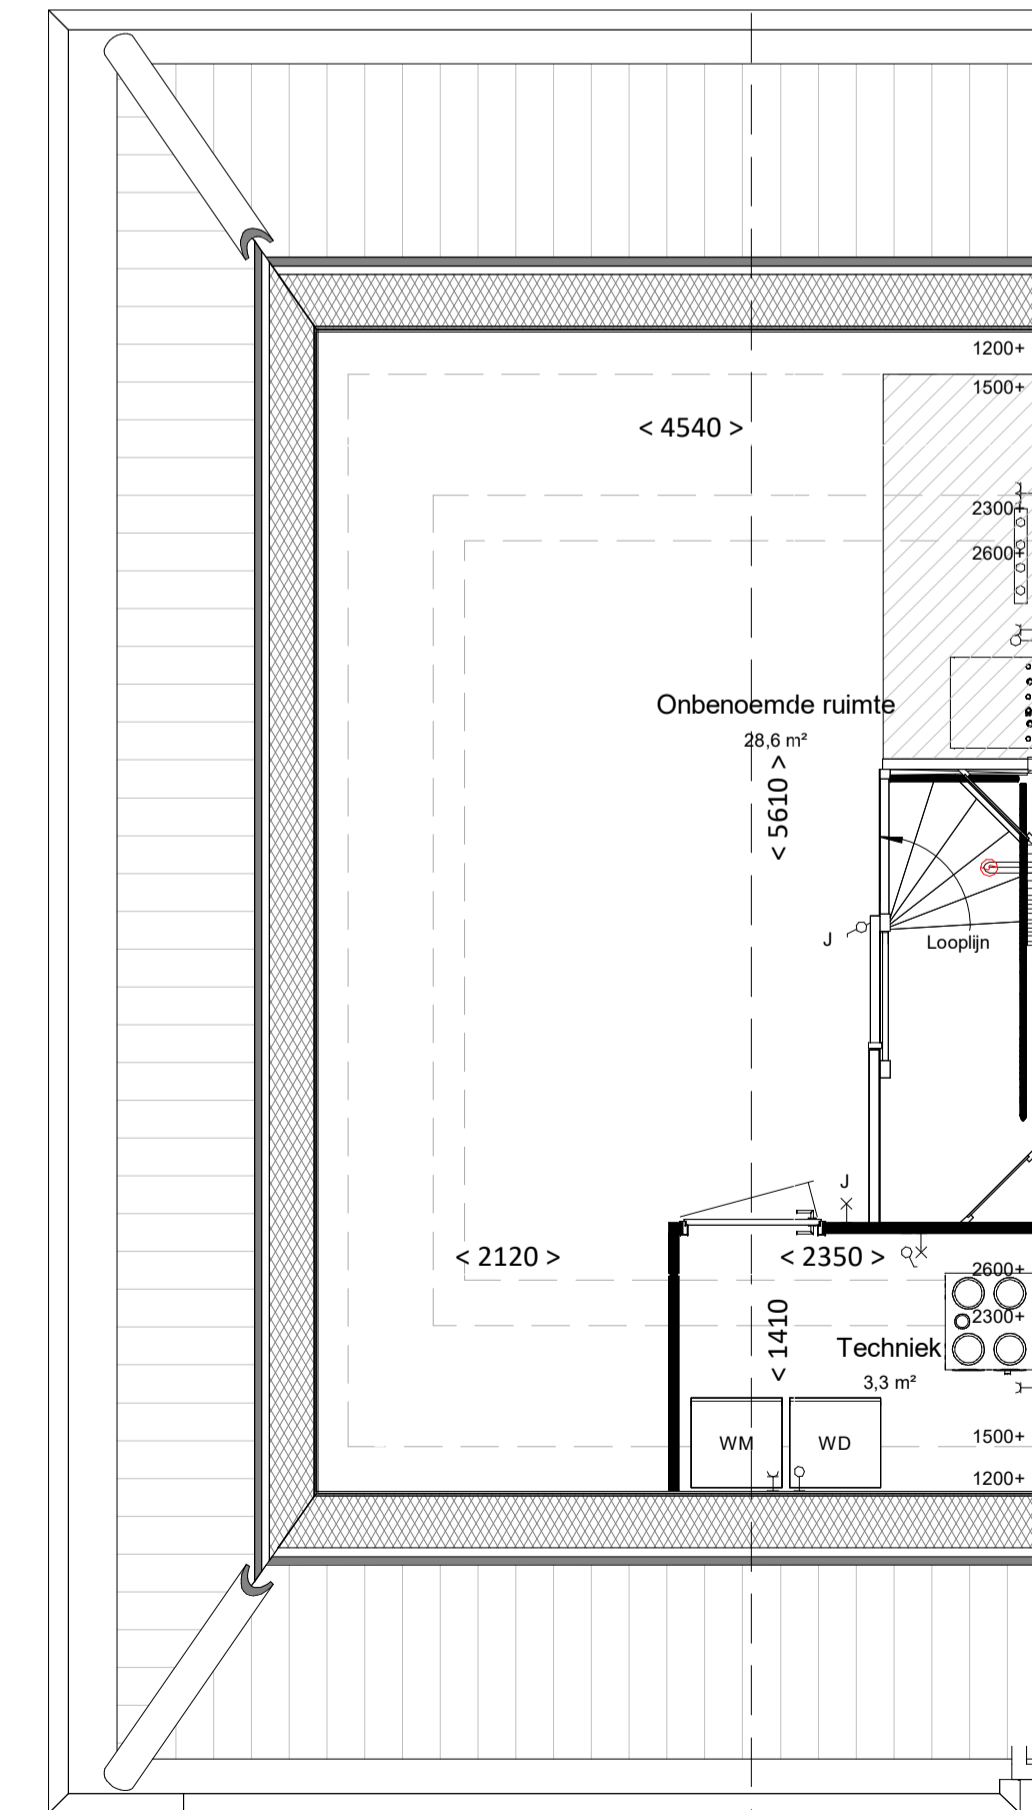 1200+
1500+
< 4540 >
2300+
2600+
Onbenoemde ruimte
28,6 m²
< 5610 >
J
Looplijn
J
< 2120 >
< 2350 >
2600+
2300+
< 1410
Techniek
3,3 m²
WM
WD
1500+
1200+